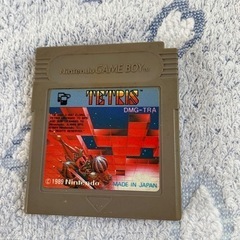 Nintendo GAME BOY
TETRIS
DMG-TRA
© 1989 Nintendo
MADE IN JAPAN